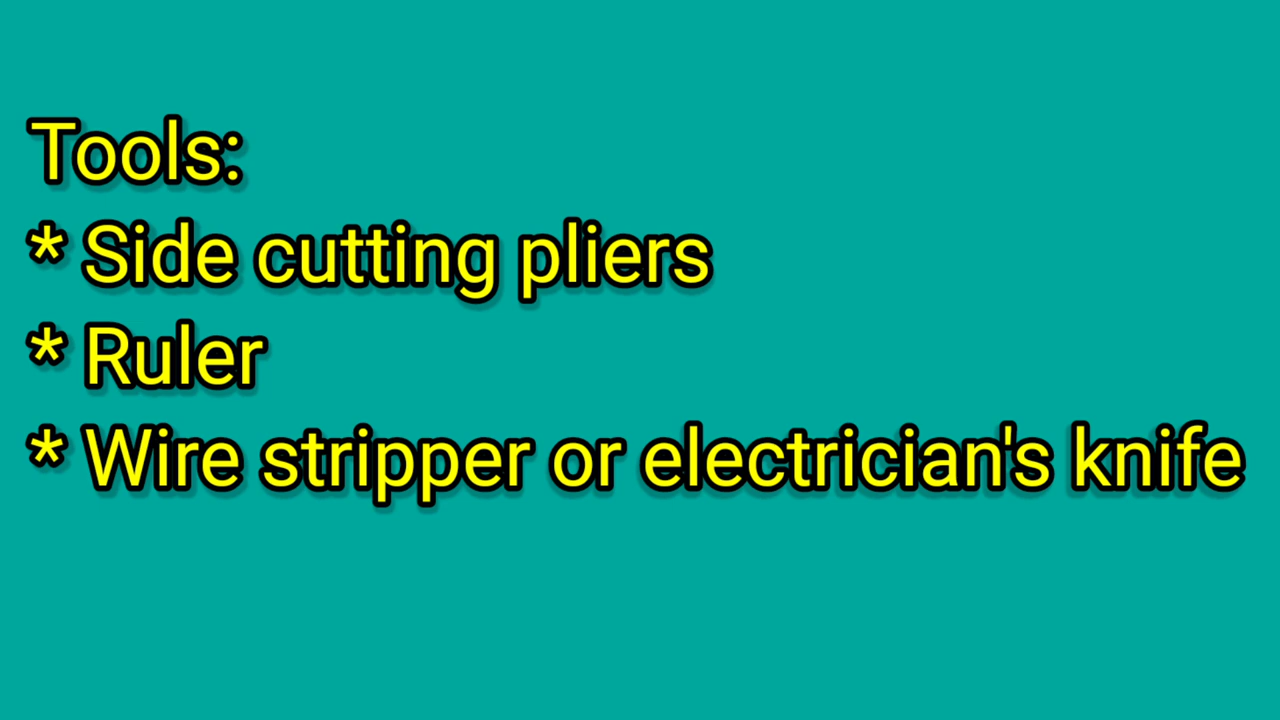 Tools:
* Side cutting pliers
* Ruler
* Wire stripper or electrician's knife